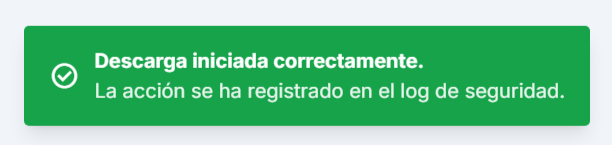 Descarga iniciada correctamente.
La acción se ha registrado en el log de seguridad.